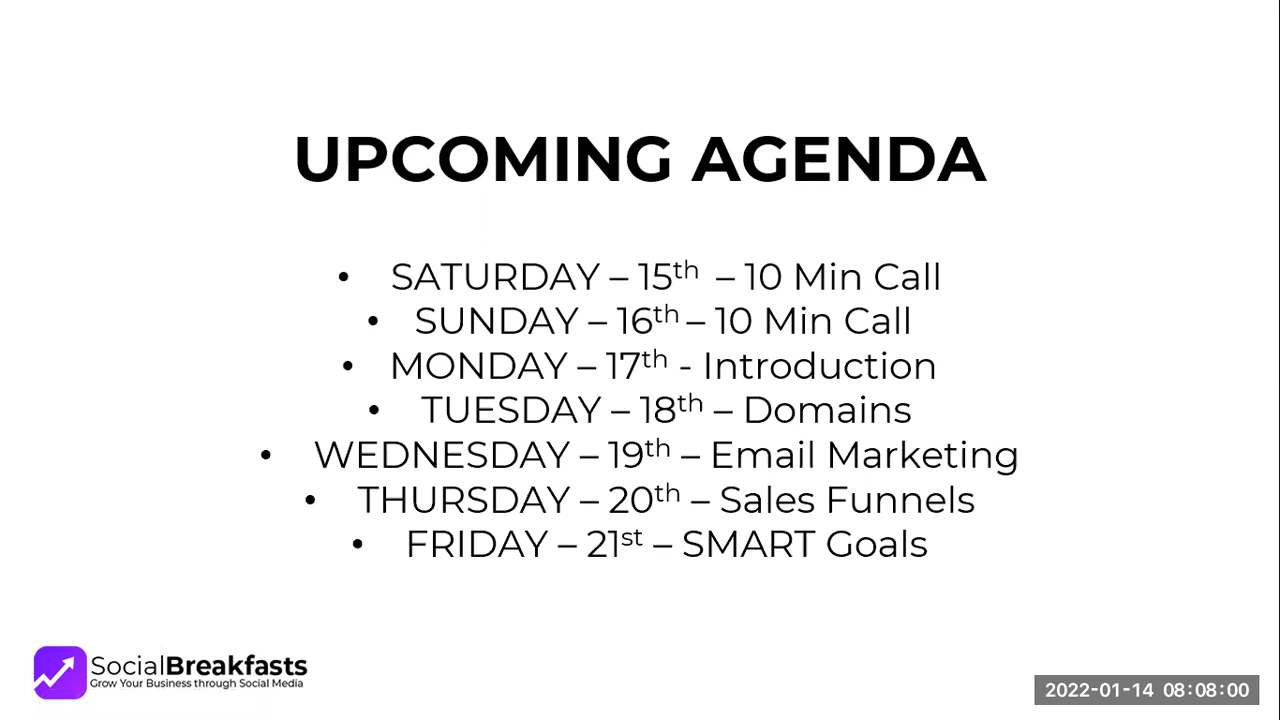 UPCOMING AGENDA
• SATURDAY – 15th – 10 Min Call
• SUNDAY – 16th – 10 Min Call
• MONDAY – 17th - Introduction
• TUESDAY – 18th – Domains
• WEDNESDAY – 19th – Email Marketing
• THURSDAY – 20th – Sales Funnels
• FRIDAY – 21st – SMART Goals
SocialBreakfasts
Grow Your Business through Social Media
2022-01-14 08:08:00